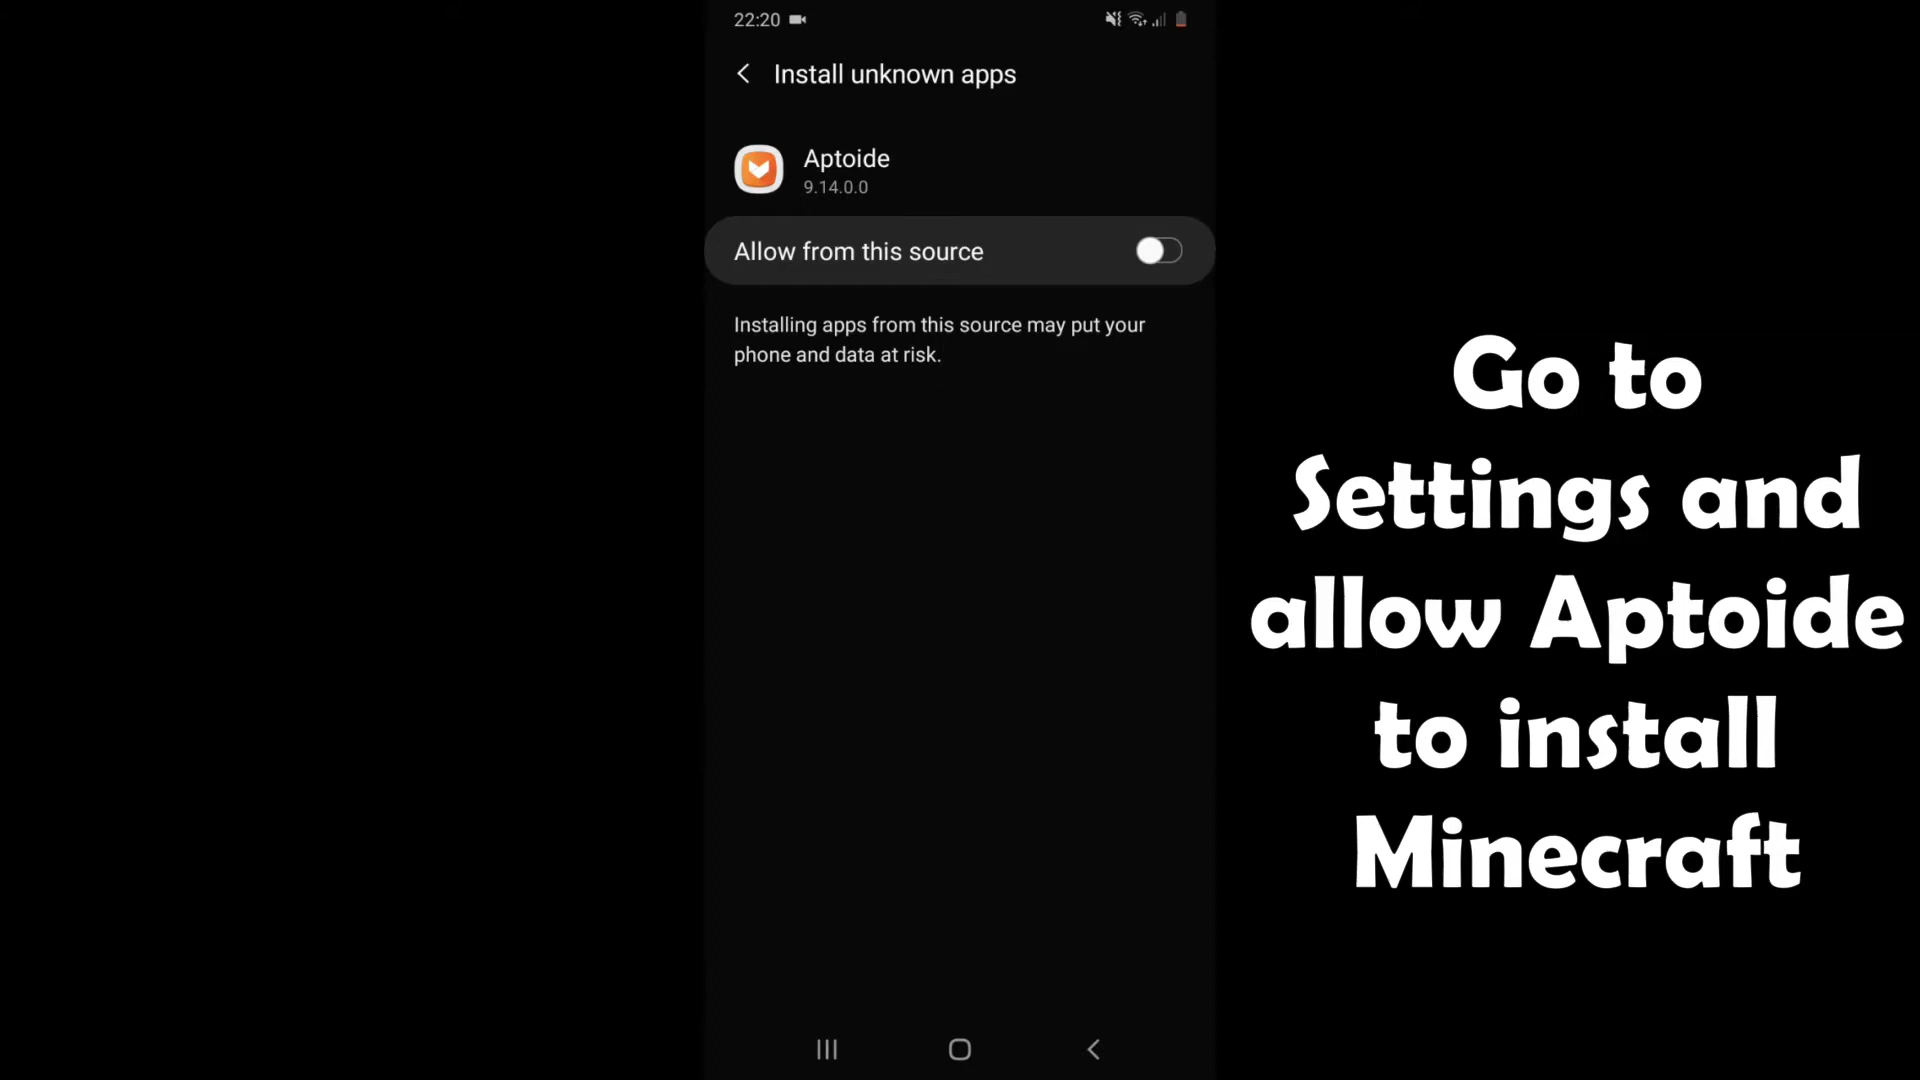 22:20
Install unknown apps
Aptoide
9.14.0.0
Allow from this source
Installing apps from this source may put your
phone and data at risk.
Go to
Settings and
allow Aptoide
to install
Minecraft